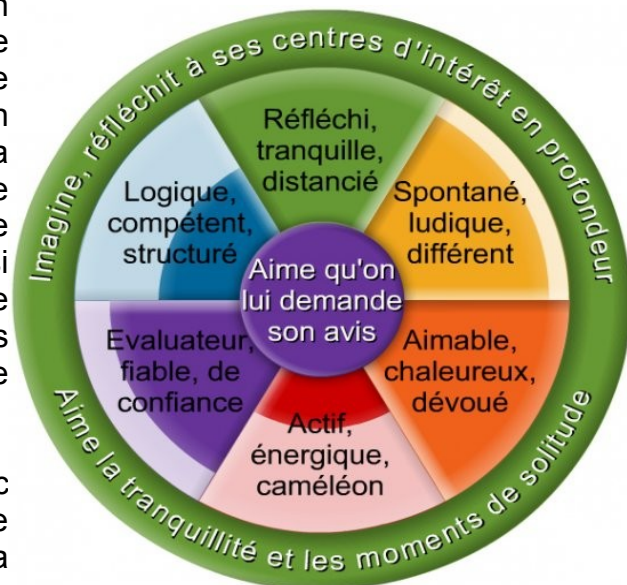 Imagine, réfléchit à ses centres d'intérêt en profondeur
Réfléchi,
tranquille,
distancié
Logique,
compétent,
structuré
Spontané,
ludique,
différent
Aime qu'on
lui demande
son avis
Evaluateur,
fiable, de
confiance
Aimable,
chaleureux,
dévoué
Actif,
énergique,
caméléon
Aime la tranquillité et les moments de solitude